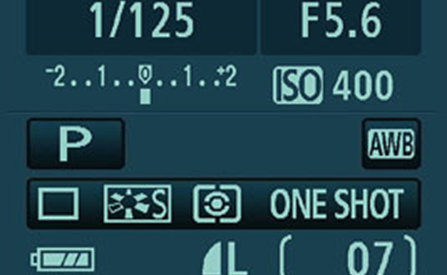 1/125 F5.6
-2..1..0..1..+2 ISO 400
P AWB
S ONE SHOT
L [ 07]